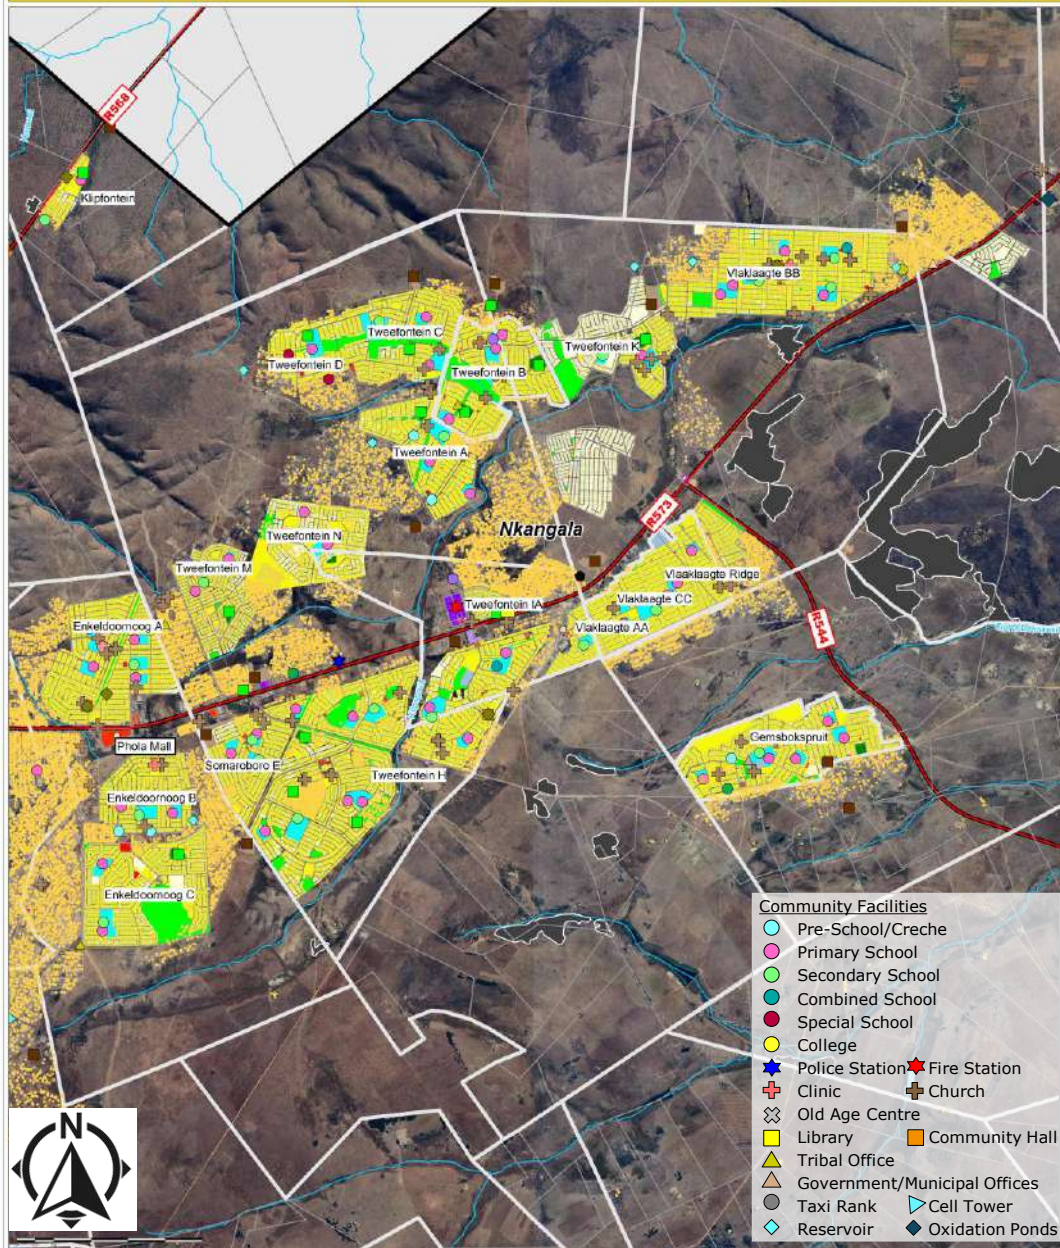 R568
Klipfontein
Vlaklaagte BB
Tweefontein C
Tweefontein K
Tweefontein D
Tweefontein B
Tweefontein A
R573
Nkangala
Tweefontein N
Tweefontein M
Vlaaklaagte Ridge
Tweefontein IA
Vlaklaagte CC
Enkeldoornoog A
Vlaklaagte AA
R544
Phola Mall
Gemsbokspruit
Somaroboro E
Tweefontein H
Enkeldoornoog B
Enkeldoornoog C
Community Facilities
Pre-School/Creche
Primary School
Secondary School
Combined School
Special School
College
Police Station Fire Station
Clinic Church
Old Age Centre
Library Community Hall
Tribal Office
Government/Municipal Offices
Taxi Rank Cell Tower
Reservoir Oxidation Ponds
N